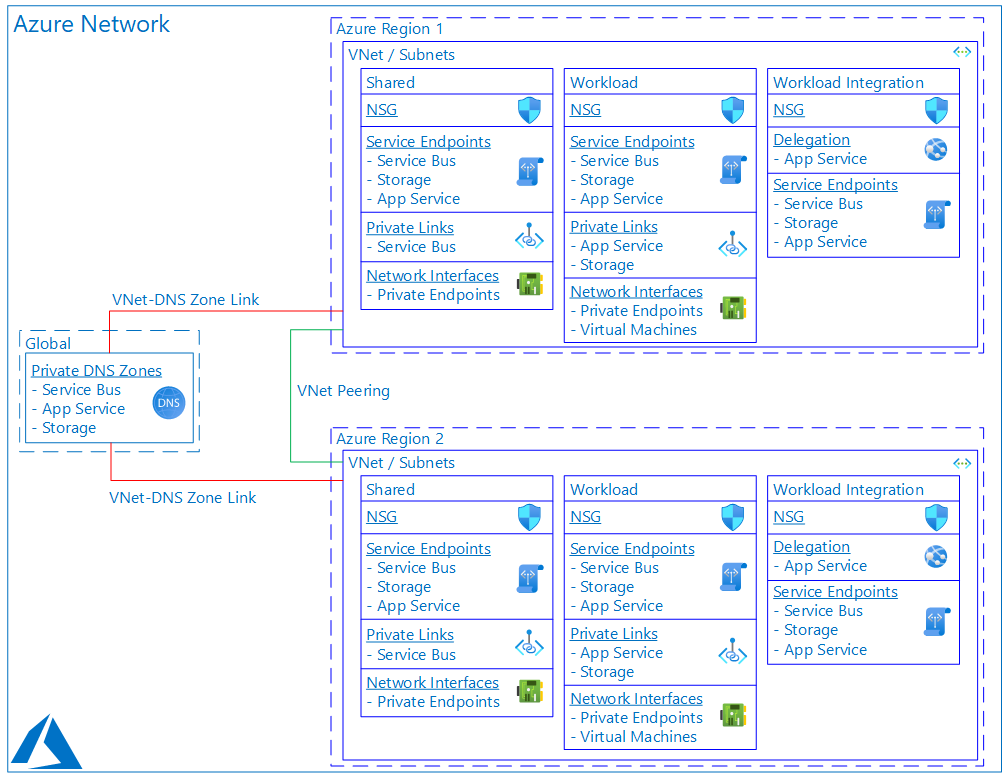 Azure Network
Azure Region 1
VNet / Subnets
Shared
NSG
Service Endpoints
- Service Bus
- Storage
- App Service
Private Links
- Service Bus
Network Interfaces
- Private Endpoints
Workload
NSG
Service Endpoints
- Service Bus
- Storage
- App Service
Private Links
- App Service
- Storage
Network Interfaces
- Private Endpoints
- Virtual Machines
Workload Integration
NSG
Delegation
- App Service
Service Endpoints
- Service Bus
- Storage
- App Service
VNet-DNS Zone Link
Global
Private DNS Zones
- Service Bus
- App Service
- Storage
DNS
VNet Peering
VNet-DNS Zone Link
Azure Region 2
VNet / Subnets
Shared
NSG
Service Endpoints
- Service Bus
- Storage
- App Service
Private Links
- Service Bus
Network Interfaces
- Private Endpoints
Workload
NSG
Service Endpoints
- Service Bus
- Storage
- App Service
Private Links
- App Service
- Storage
Network Interfaces
- Private Endpoints
- Virtual Machines
Workload Integration
NSG
Delegation
- App Service
Service Endpoints
- Service Bus
- Storage
- App Service